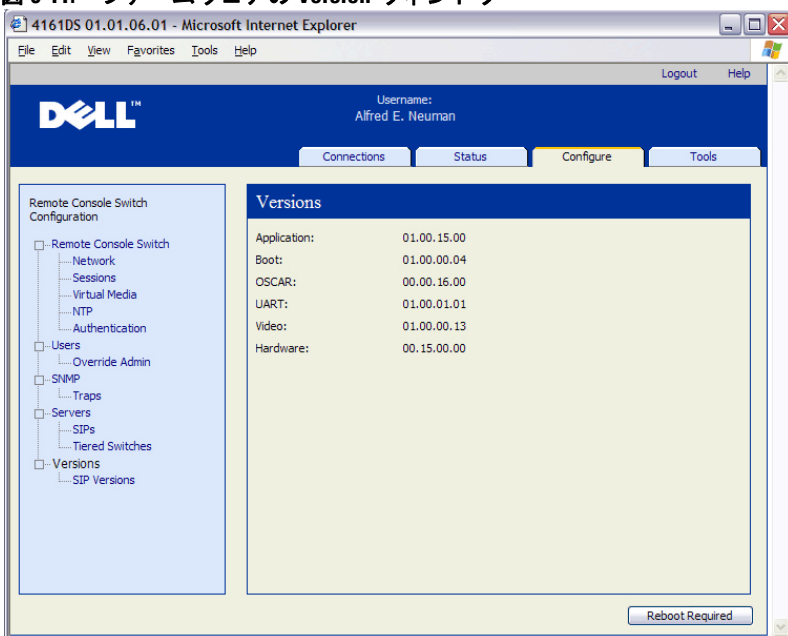 4161DS 01.01.06.01 - Microsoft Internet Explorer
File Edit View Favorites Tools Help
Logout Help
DELL™
Username:
Alfred E. Neuman
Connections Status Configure Tools
Remote Console Switch
Configuration
Remote Console Switch
Network
Sessions
Virtual Media
NTP
Authentication
Users
Override Admin
SNMP
Traps
Servers
SIPs
Tiered Switches
Versions
SIP Versions
Versions
Application: 01.00.15.00
Boot: 01.00.00.04
OSCAR: 00.00.16.00
UART: 01.00.01.01
Video: 01.00.00.13
Hardware: 00.15.00.00
Reboot Required